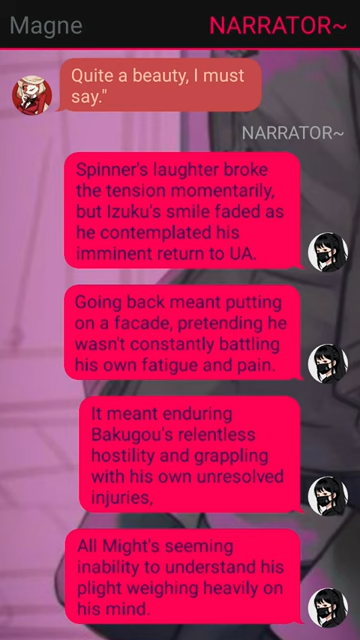 Magne
NARRATOR~
Quite a beauty, I must
say."
NARRATOR~
Spinner's laughter broke
the tension momentarily,
but Izuku's smile faded as
he contemplated his
imminent return to UA.
Going back meant putting
on a facade, pretending he
wasn't constantly battling
his own fatigue and pain.
It meant enduring
Bakugou's relentless
hostility and grappling
with his own unresolved
injuries,
All Might's seeming
inability to understand his
plight weighing heavily on
his mind.